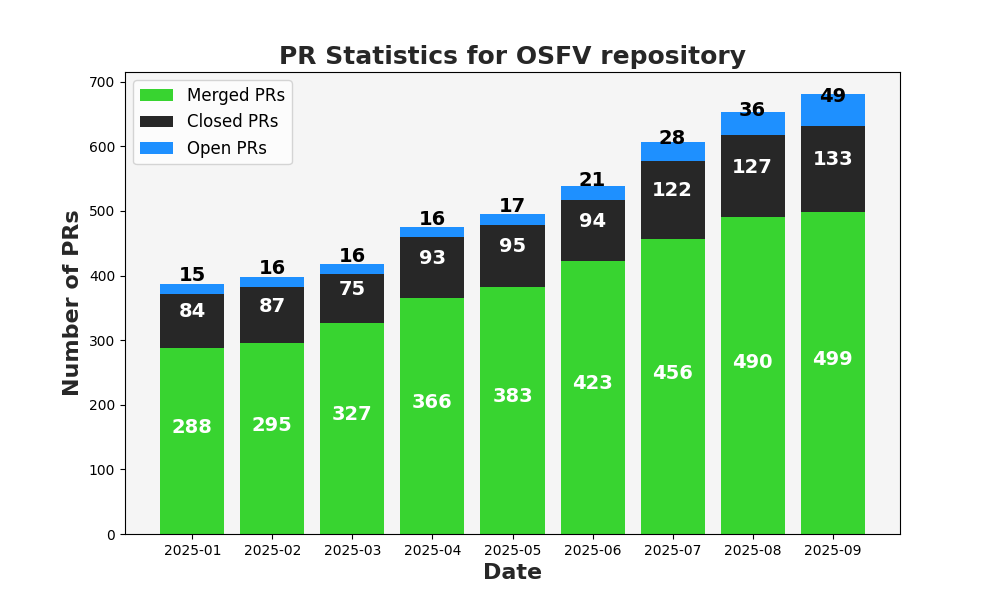 PR Statistics for OSFV repository
Number of PRs
700
600
500
400
300
200
100
0
Merged PRs
Closed PRs
Open PRs
15 16 16 16 17 21 28 36 49
84 87 75 93 95 94 122 127 133
288 295 327 366 383 423 456 490 499
2025-01 2025-02 2025-03 2025-04 2025-05 2025-06 2025-07 2025-08 2025-09
Date